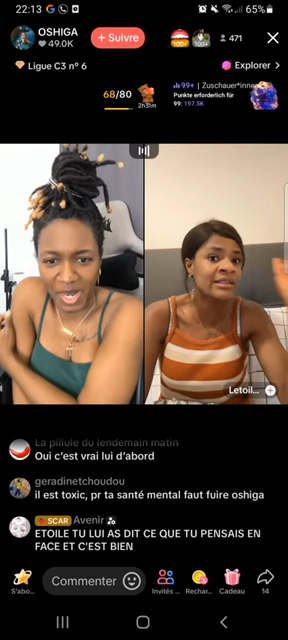 22:13
65%
OSHIGA
49.0K
+ Suivre
471
Ligue C3 n° 6
Explorer >
68/80
2h31m
99+ | Zuschauer*inne
Punkte erforderlich für
99: 197.5K
Letoil...
La pillule du lendemain matin
Oui c'est vrai lui d'abord
geradinetchoudou
il est toxic, pr ta santé mental faut fuire oshiga
SCAR Avenir
ETOILE TU LUI AS DIT CE QUE TU PENSAIS EN
FACE ET C'EST BIEN
Commenter
S'abo...
Invités ...
Rechar...
Cadeau
14